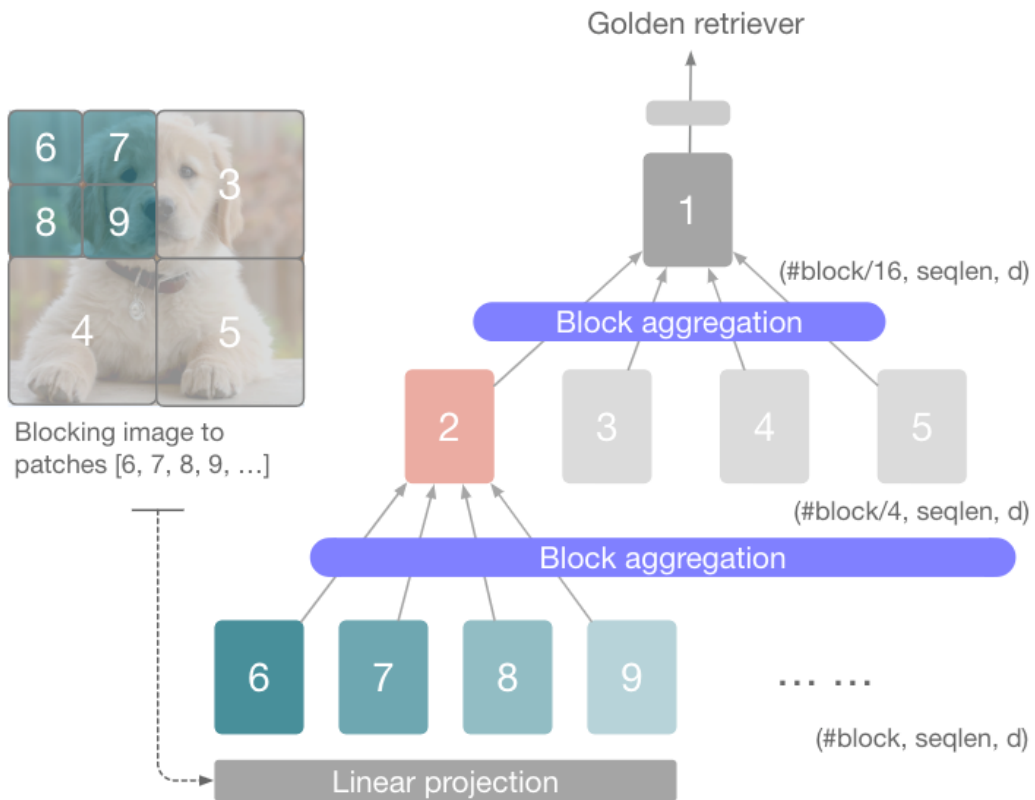 Golden retriever
6 7
3
8 9
4 5
Blocking image to
patches [6, 7, 8, 9, ...]
1
(#block/16, seqlen, d)
Block aggregation
2 3 4 5
(#block/4, seqlen, d)
Block aggregation
6 7 8 9 ... ...
(#block, seqlen, d)
Linear projection